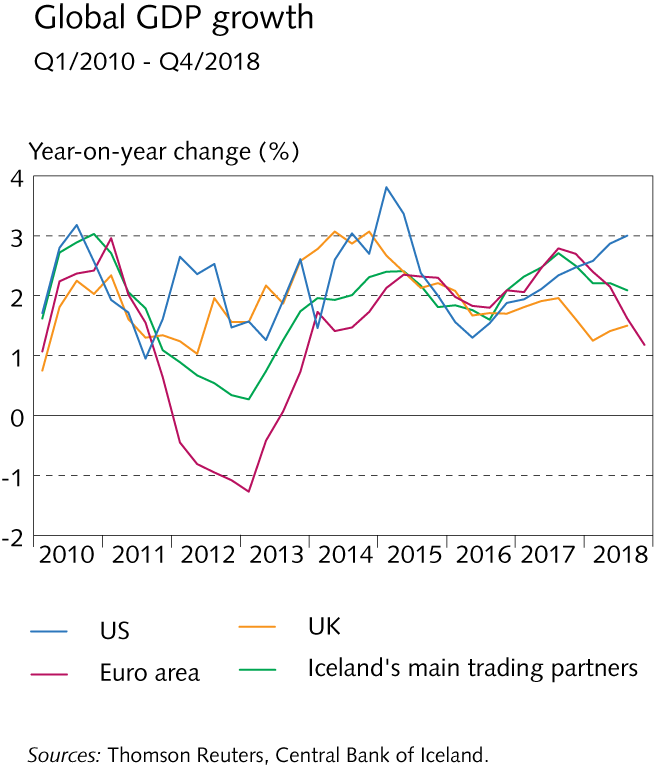 Global GDP growth
Q1/2010 - Q4/2018
Year-on-year change (%)
4
3
2
1
0
-1
-2
2010 2011 2012 2013 2014 2015 2016 2017 2018
US
UK
Euro area
Iceland's main trading partners
Sources: Thomson Reuters, Central Bank of Iceland.